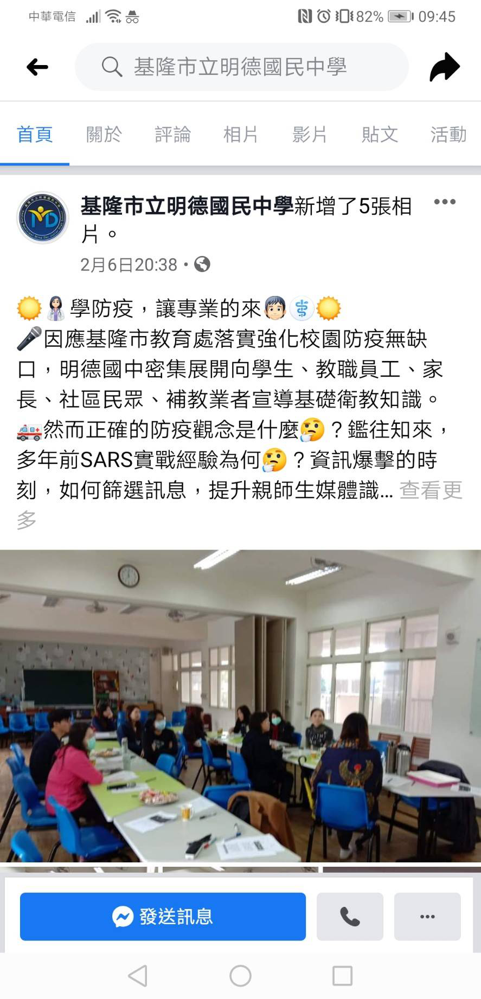 中華電信 82% 09:45
基隆市立明德國民中學
首頁 關於 評論 相片 影片 貼文 活動
基隆市立明德國民中學新增了5張相
片。
2月6日20:38
學防疫，讓專業的來
因應基隆市教育處落實強化校園防疫無缺
口，明德國中密集展開向學生、教職員工、家
長、社區民眾、補教業者宣導基礎衛教知識。
然而正確的防疫觀念是什麼？鑑往知來，
多年前SARS實戰經驗為何？資訊爆擊的時
刻，如何篩選訊息，提升親師生媒體識... 查看更
多
發送訊息